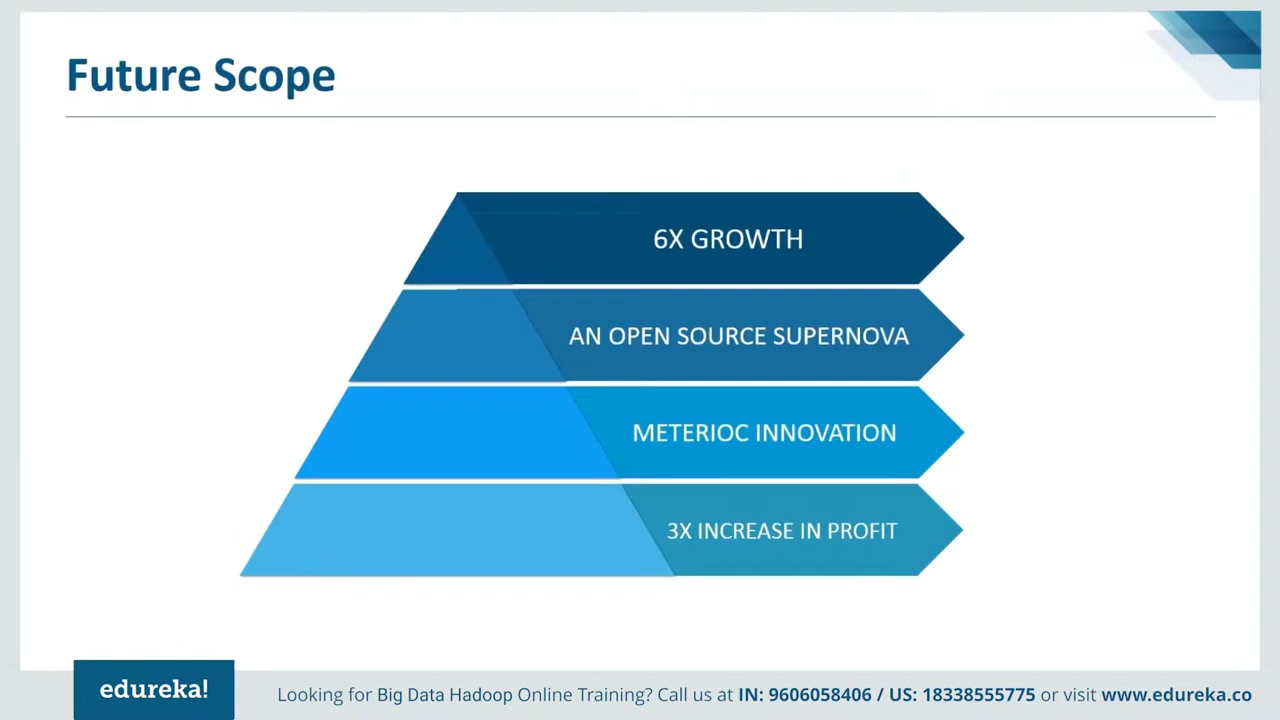 Future Scope
6X GROWTH
AN OPEN SOURCE SUPERNOVA
METERIOC INNOVATION
3X INCREASE IN PROFIT
edureka!
Looking for Big Data Hadoop Online Training? Call us at IN: 9606058406 / US: 18338555775 or visit www.edureka.co